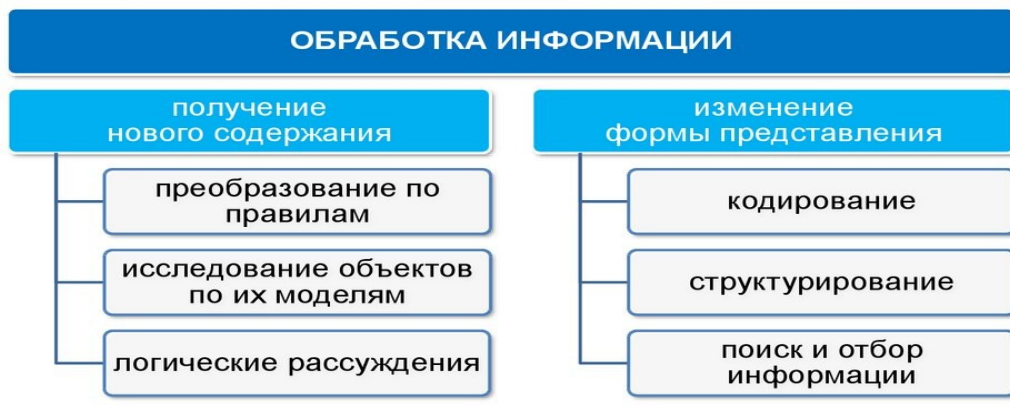 ОБРАБОТКА ИНФОРМАЦИИ
получение
нового содержания
преобразование по
правилам
исследование объектов
по их моделям
логические рассуждения
изменение
формы представления
кодирование
структурирование
поиск и отбор
информации